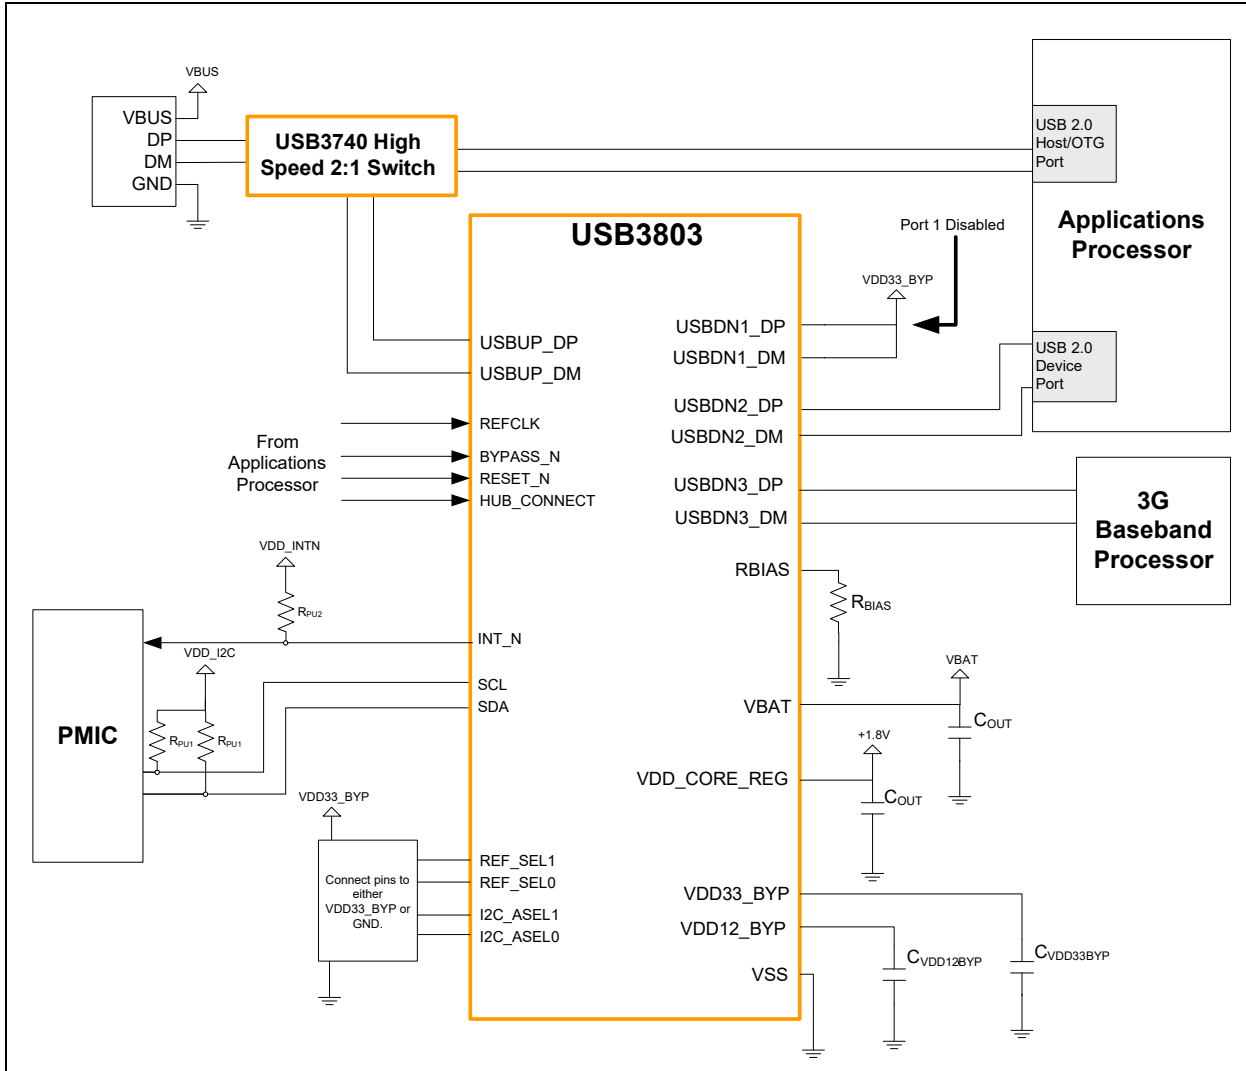 VBUS
VBUS
DP
DM
GND
USB3740 High
Speed 2:1 Switch
USB 2.0
Host/OTG
Port
Applications
Processor
USB 2.0
Device
Port
USB3803
Port 1 Disabled
VDD33_BYP
USBUP_DP
USBUP_DM
REFCLK
BYPASS_N
RESET_N
HUB_CONNECT
From
Applications
Processor
USBDN1_DP
USBDN1_DM
USBDN2_DP
USBDN2_DM
USBDN3_DP
USBDN3_DM
3G
Baseband
Processor
RBIAS
RBIAS
VDD_INTN
RPU2
INT_N
VDD_I2C
SCL
SDA
PMIC
RPU1
RPU1
VBAT
VBAT
COUT
+1.8V
VDD_CORE_REG
COUT
VDD33_BYP
Connect pins to
either
VDD33_BYP or
GND.
REF_SEL1
REF_SEL0
I2C_ASEL1
I2C_ASEL0
VDD33_BYP
VDD12_BYP
VSS
CVDD12BYP
CVDD33BYP